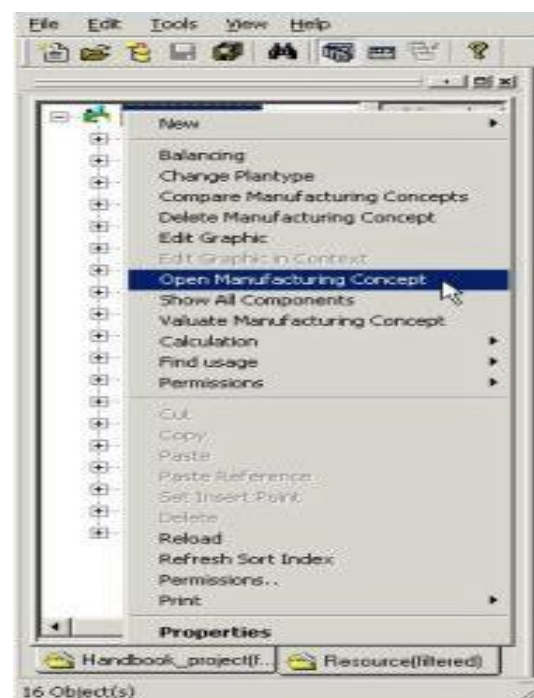 File Edit Tools View Help
New
Balancing
Change Plantype
Compare Manufacturing Concepts
Delete Manufacturing Concept
Edit Graphic
Edit Graphic in Context
Open Manufacturing Concept
Show All Components
Valuate Manufacturing Concept
Calculation
Find usage
Permissions
Cut
Copy
Paste
Paste Reference
Set Insert Point
Delete
Reload
Refresh Sort Index
Permissions..
Print
Properties
Handbook_project(f.. Resource(filtered)
16 Object(s)